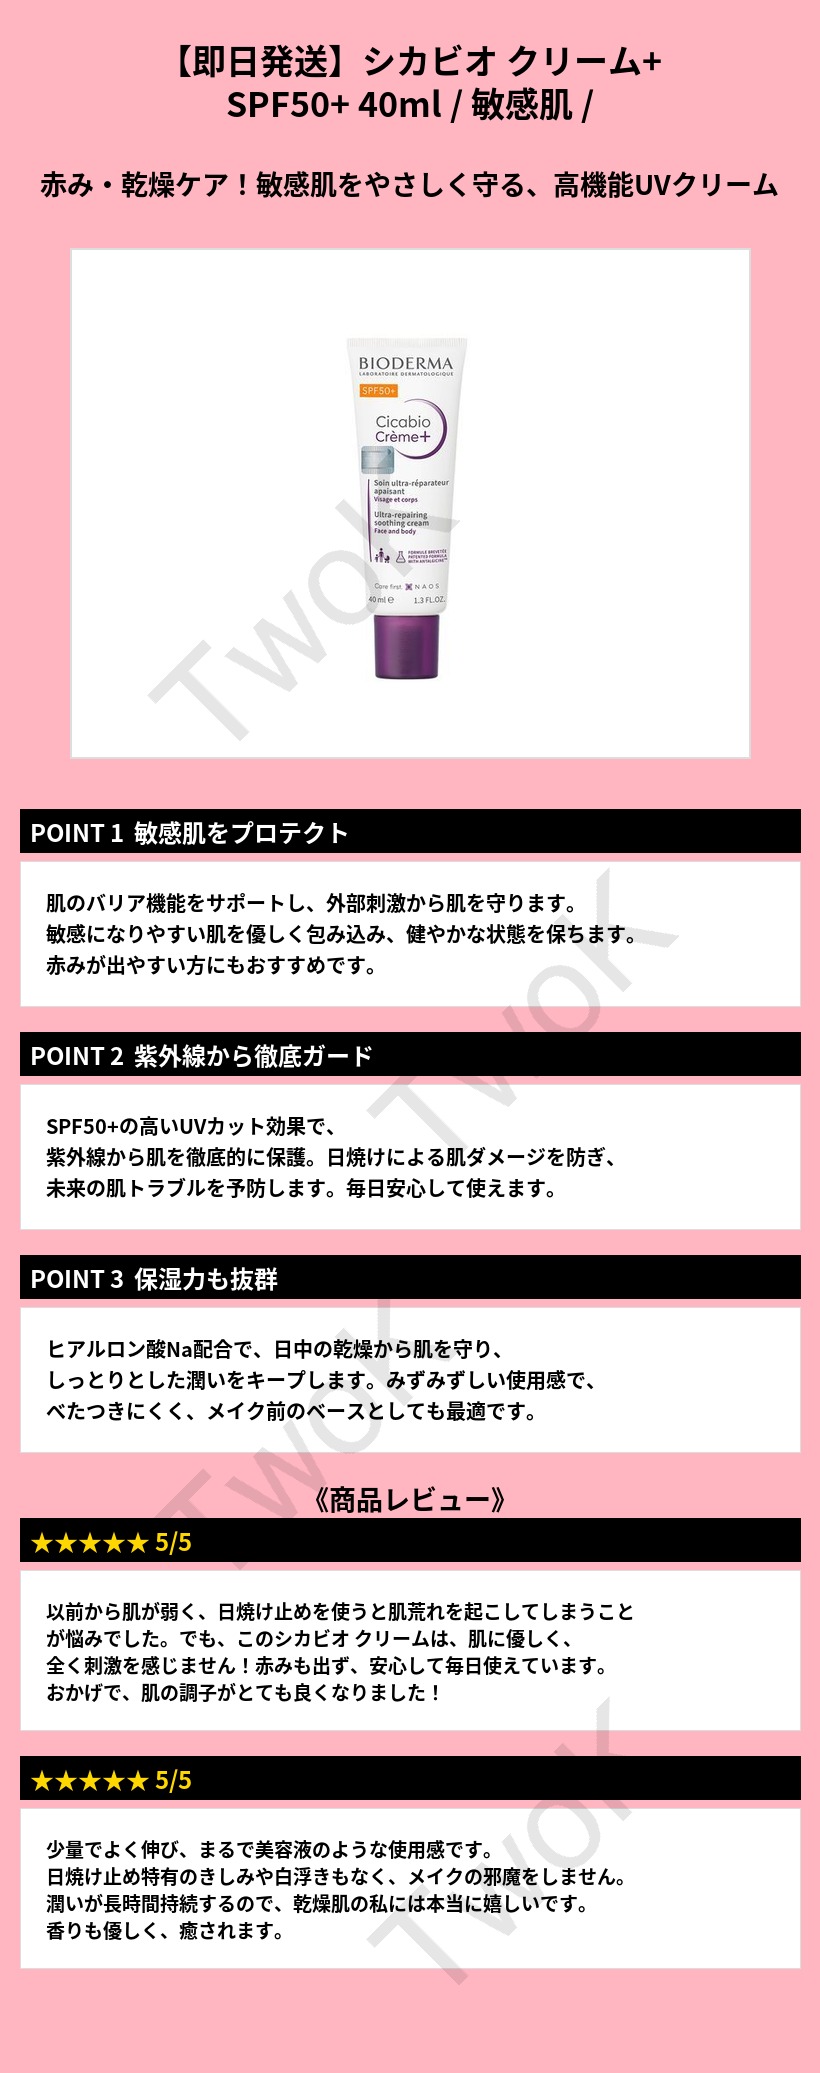 【即日発送】シカビオ クリーム+
SPF50+ 40ml / 敏感肌 /
赤み・乾燥ケア！敏感肌をやさしく守る、高機能UVクリーム
BIODERMA
LABORATOIRE DERMATOLOGIQUE
SPF50+
Cicabio
Crème+
Soin ultra-réparateur
apaisant
Visage et corps
Ultra-repairing
soothing cream
Face and body
FORMULE BREVETÉE
PATENTED FORMULA
WITH ANTALGICINE™
Care first. NAOS
40 ml ℮ 1.3 FL.OZ.
TwoK
POINT 1 敏感肌をプロテクト
肌のバリア機能をサポートし、外部刺激から肌を守ります。
敏感になりやすい肌を優しく包み込み、健やかな状態を保ちます。
赤みが出やすい方にもおすすめです。
TwoK
POINT 2 紫外線から徹底ガード
SPF50+の高いUVカット効果で、
紫外線から肌を徹底的に保護。日焼けによる肌ダメージを防ぎ、
未来の肌トラブルを予防します。毎日安心して使えます。
POINT 3 保湿力も抜群
ヒアルロン酸Na配合で、日中の乾燥から肌を守り、
しっとりとした潤いをキープします。みずみずしい使用感で、
べたつきにくく、メイク前のベースとしても最適です。
TwoK
《商品レビュー》
★★★★★ 5/5
以前から肌が弱く、日焼け止めを使うと肌荒れを起こしてしまうこと
が悩みでした。でも、このシカビオ クリームは、肌に優しく、
全く刺激を感じません！赤みも出ず、安心して毎日使えています。
おかげで、肌の調子がとても良くなりました！
★★★★★ 5/5
少量でよく伸び、まるで美容液のような使用感です。
日焼け止め特有のきしみや白浮きもなく、メイクの邪魔をしません。
潤いが長時間持続するので、乾燥肌の私には本当に嬉しいです。
香りも優しく、癒されます。
TwoK